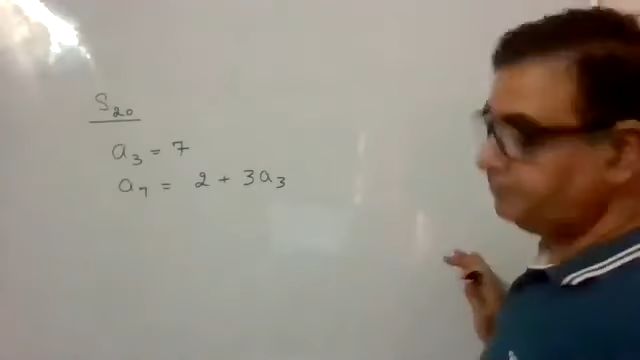 S₂₀
a₃ = 7
a₇ = 2 + 3a₃